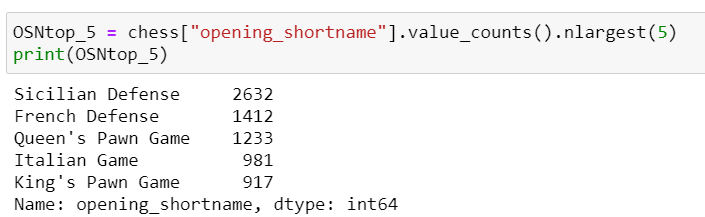 OSNtop_5 = chess["opening_shortname"].value_counts().nlargest(5)
print(OSNtop_5)
Sicilian Defense     2632
French Defense       1412
Queen's Pawn Game    1233
Italian Game          981
King's Pawn Game      917
Name: opening_shortname, dtype: int64